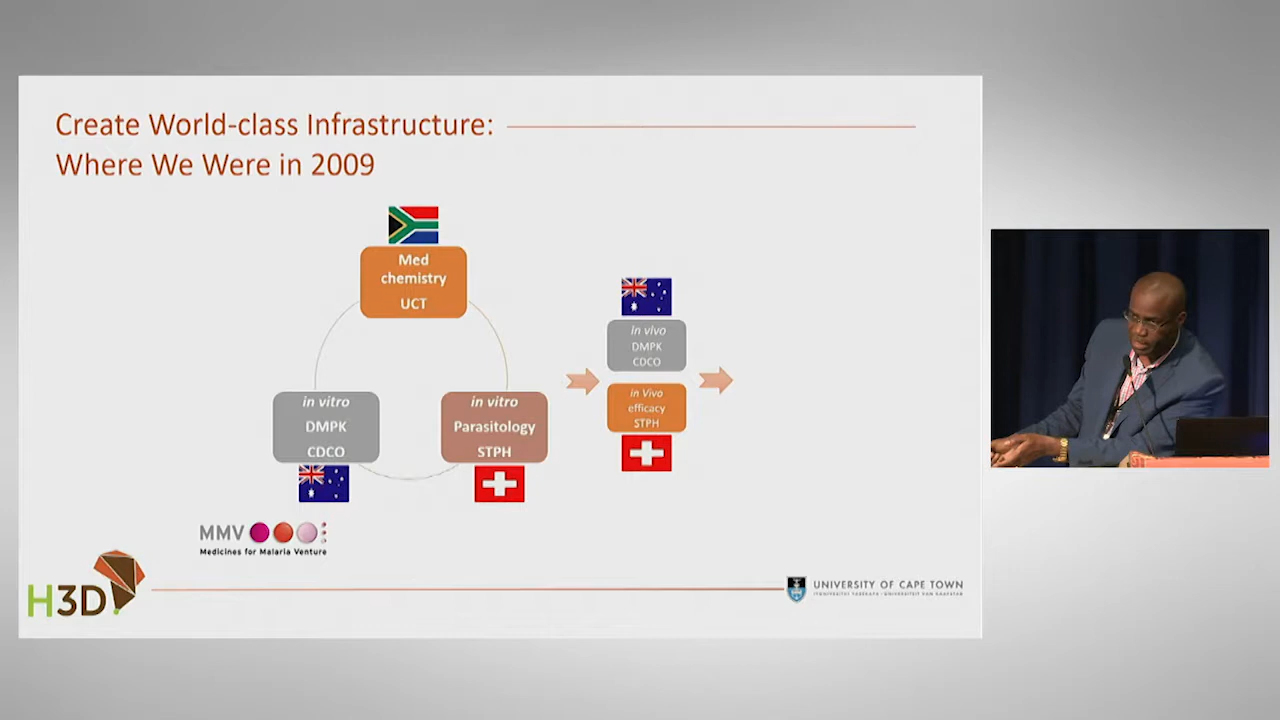 Create World-class Infrastructure:
Where We Were in 2009
Med
chemistry
UCT
in vitro
DMPK
CDCO
in vitro
Parasitology
STPH
in vivo
DMPK
CDCO
in Vivo
efficacy
STPH
MMV
Medicines for Malaria Venture
H3D
UNIVERSITY OF CAPE TOWN